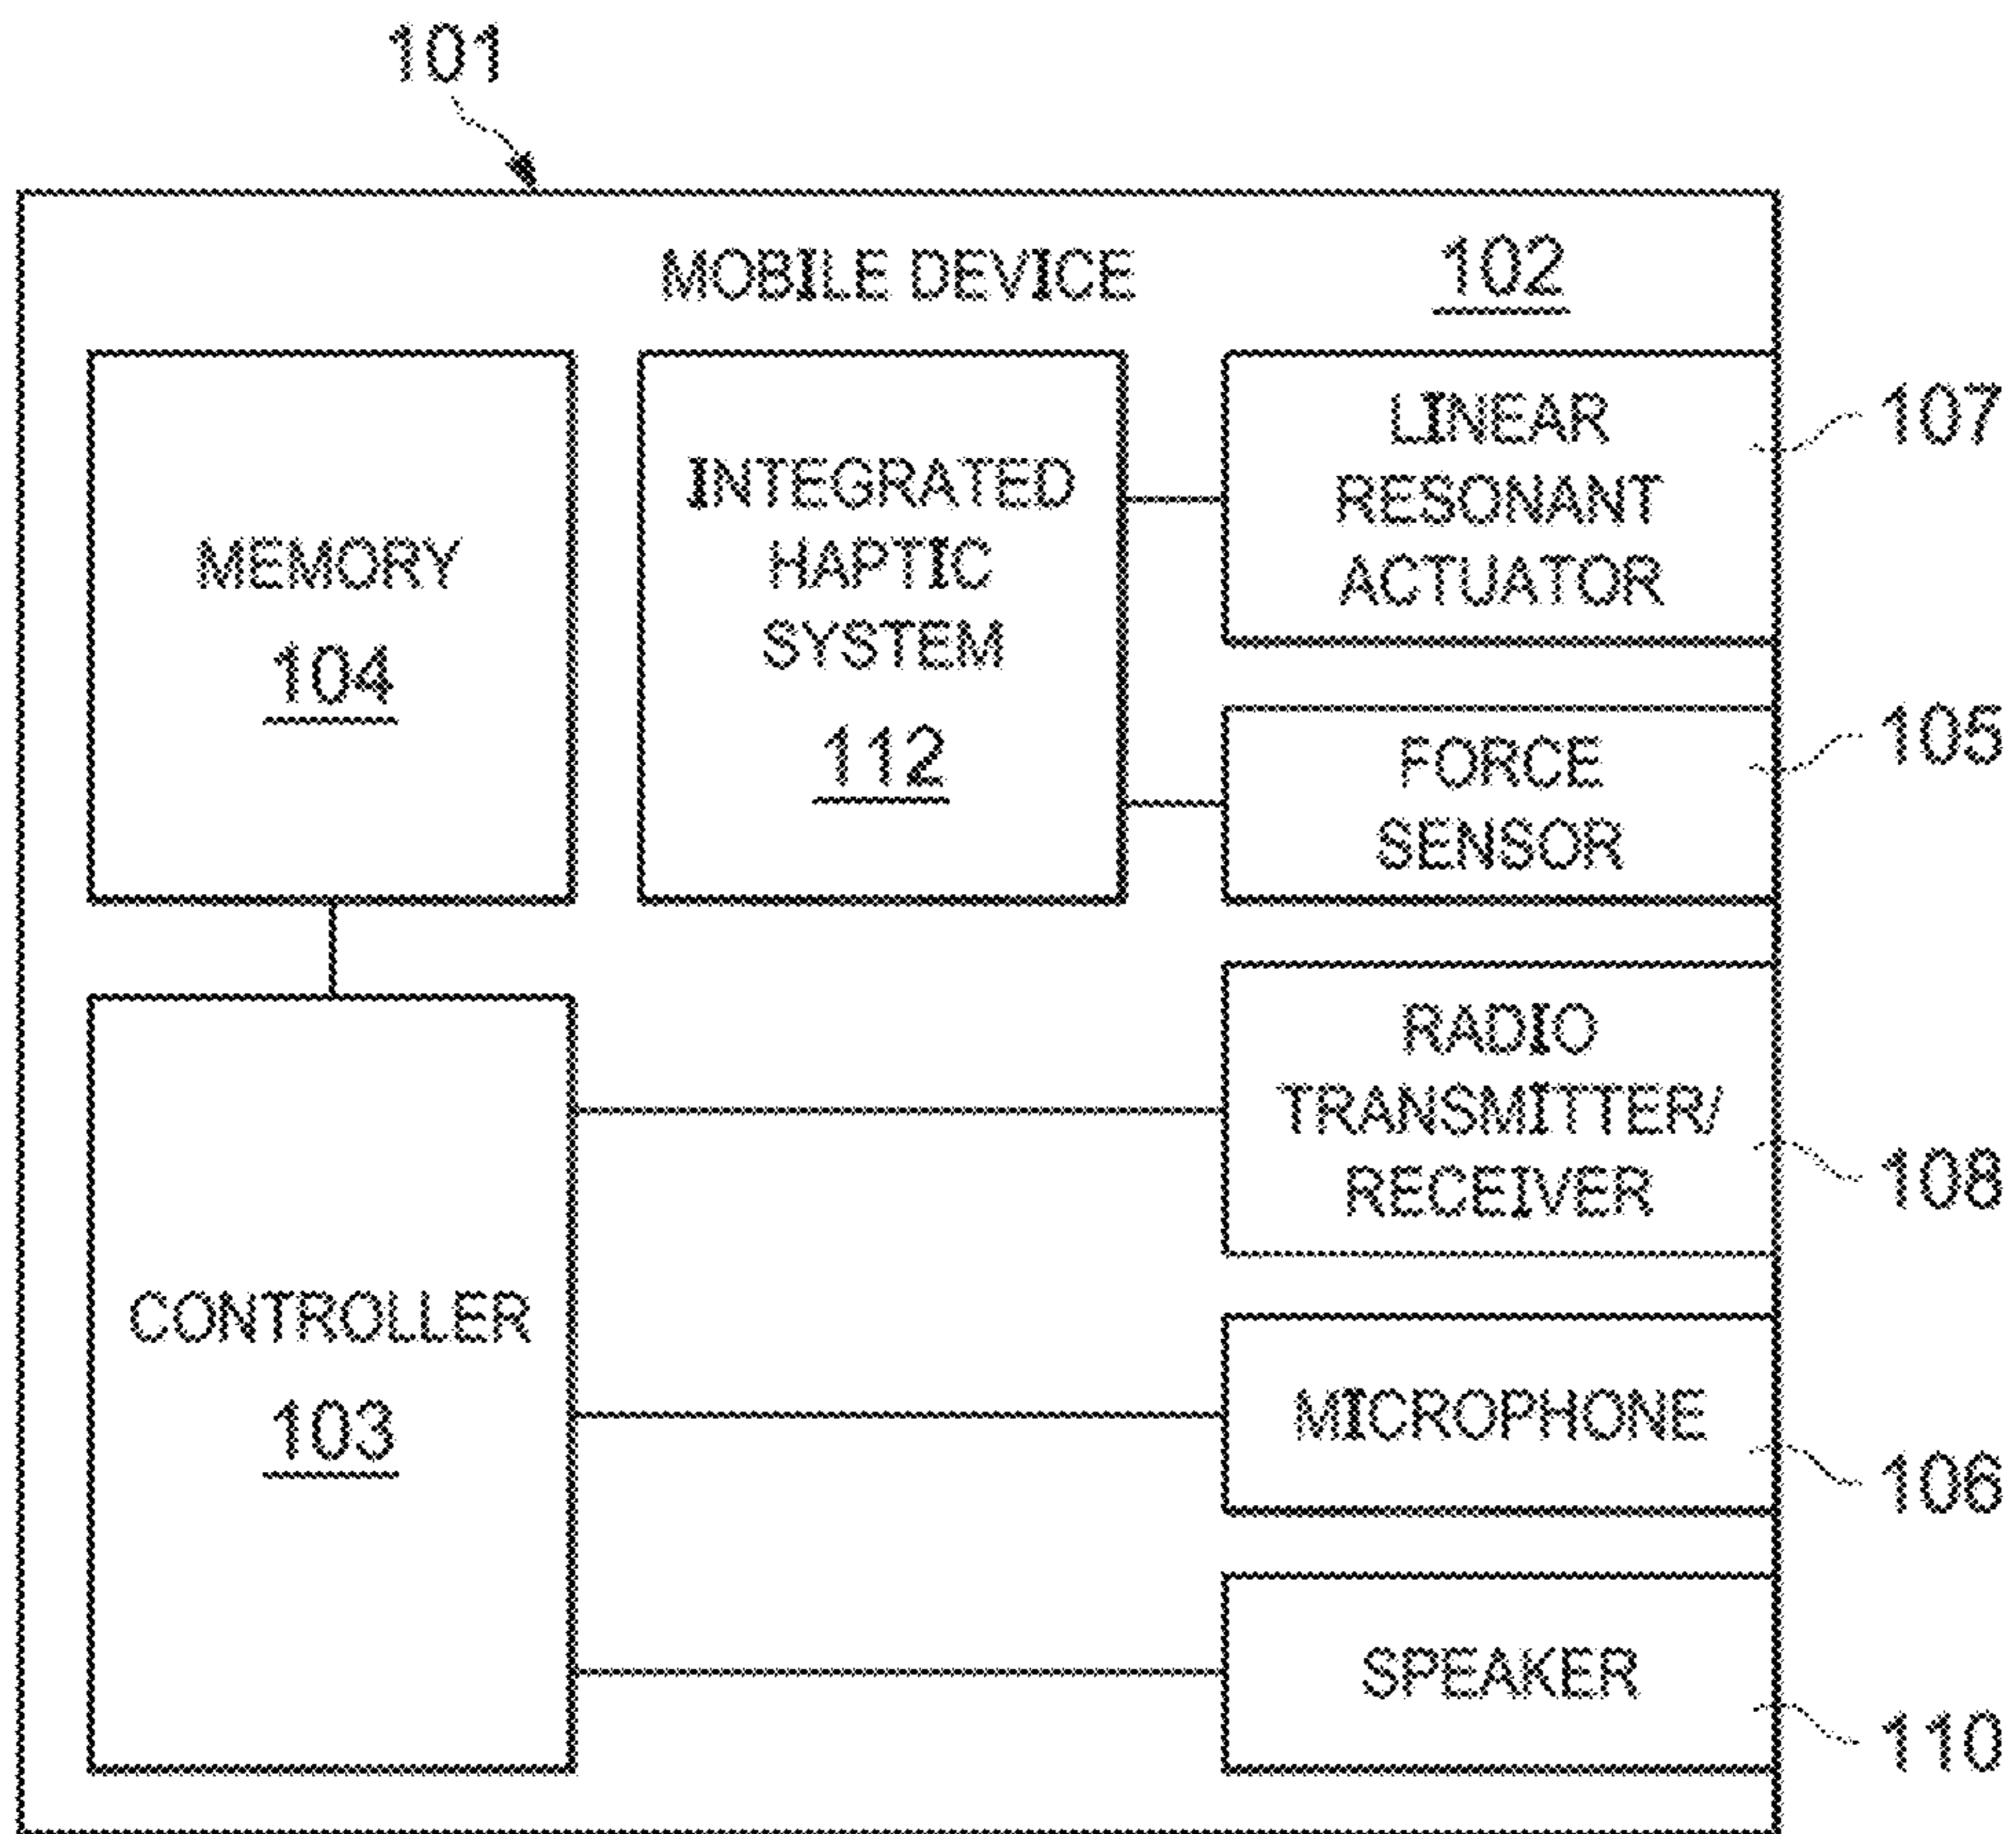 101
MOBILE DEVICE 102
MEMORY
104
INTEGRATED
HAPTIC
SYSTEM
112
LINEAR
RESONANT
ACTUATOR
107
FORCE
SENSOR
105
RADIO
TRANSMITTER/
RECEIVER
108
CONTROLLER
103
MICROPHONE
106
SPEAKER
110